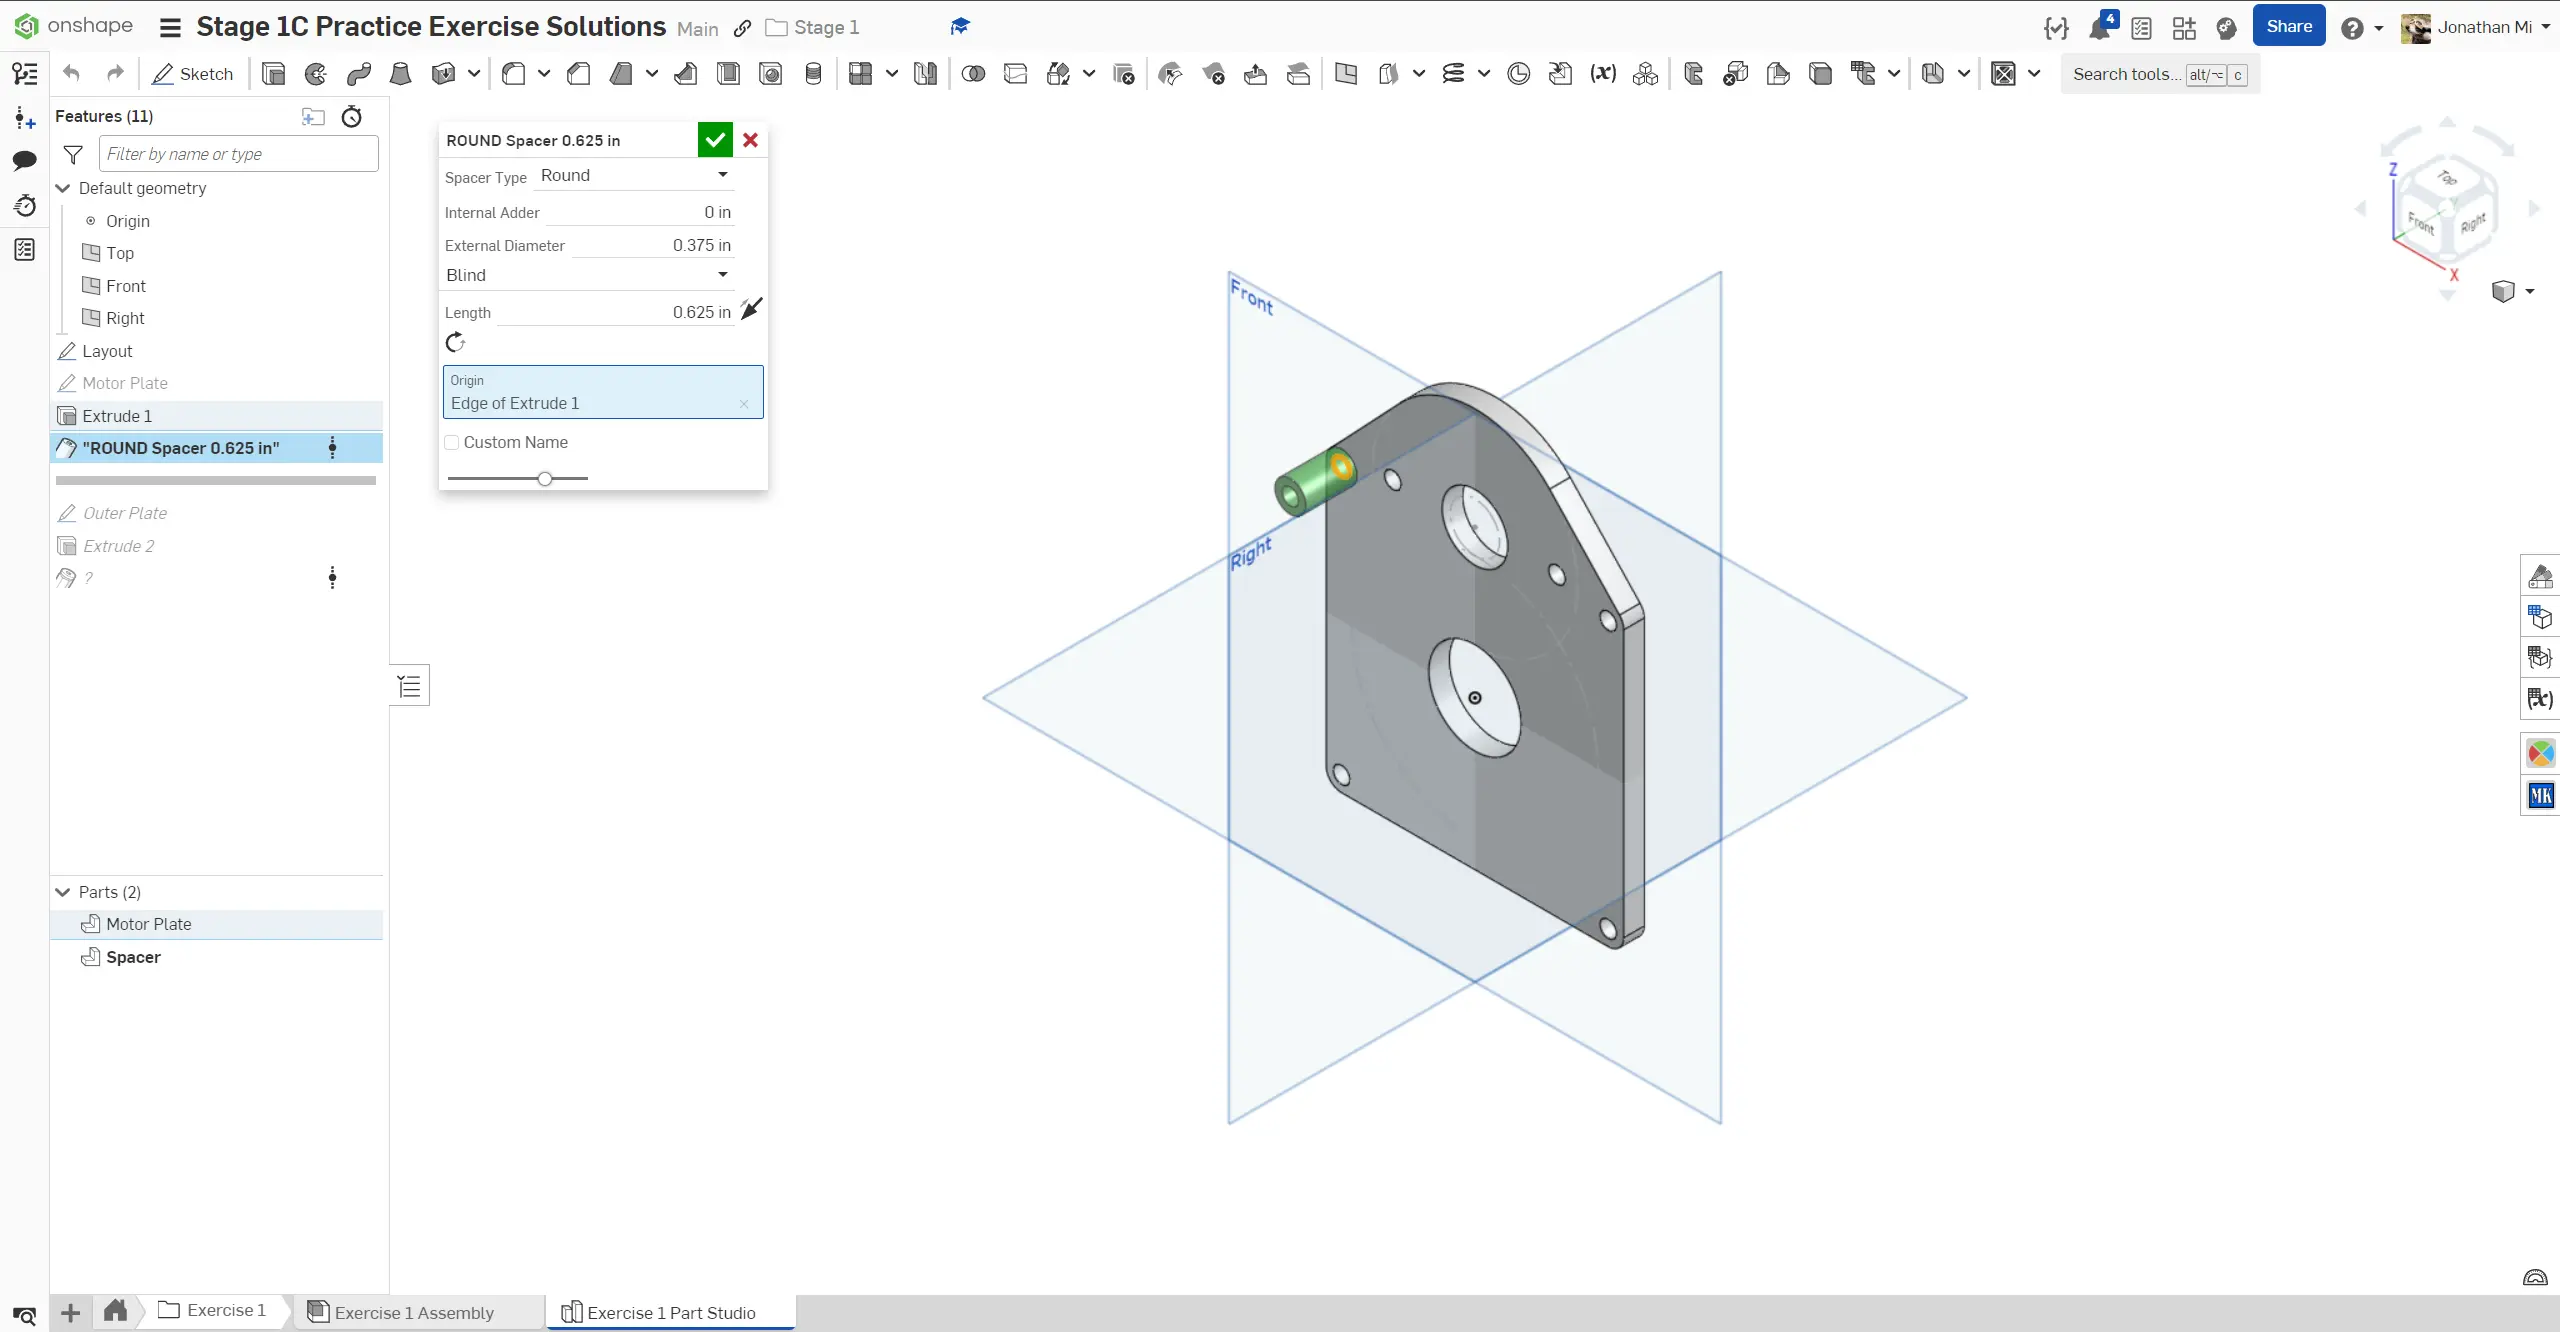 onshape
Stage 1C Practice Exercise Solutions
Main
Stage 1
4
Share
Jonathan Mi
Sketch
(x)
Search tools... alt/⌥ c
Features (11)
Filter by name or type
Default geometry
Origin
Top
Front
Right
Layout
Motor Plate
Extrude 1
"ROUND Spacer 0.625 in"
Outer Plate
Extrude 2
?
Parts (2)
Motor Plate
Spacer
ROUND Spacer 0.625 in
Spacer Type Round
Internal Adder 0 in
External Diameter 0.375 in
Blind
Length 0.625 in
Origin
Edge of Extrude 1
Custom Name
Front
Right
Z
Top
Front
Right
X
(x)
MK
Exercise 1
Exercise 1 Assembly
Exercise 1 Part Studio